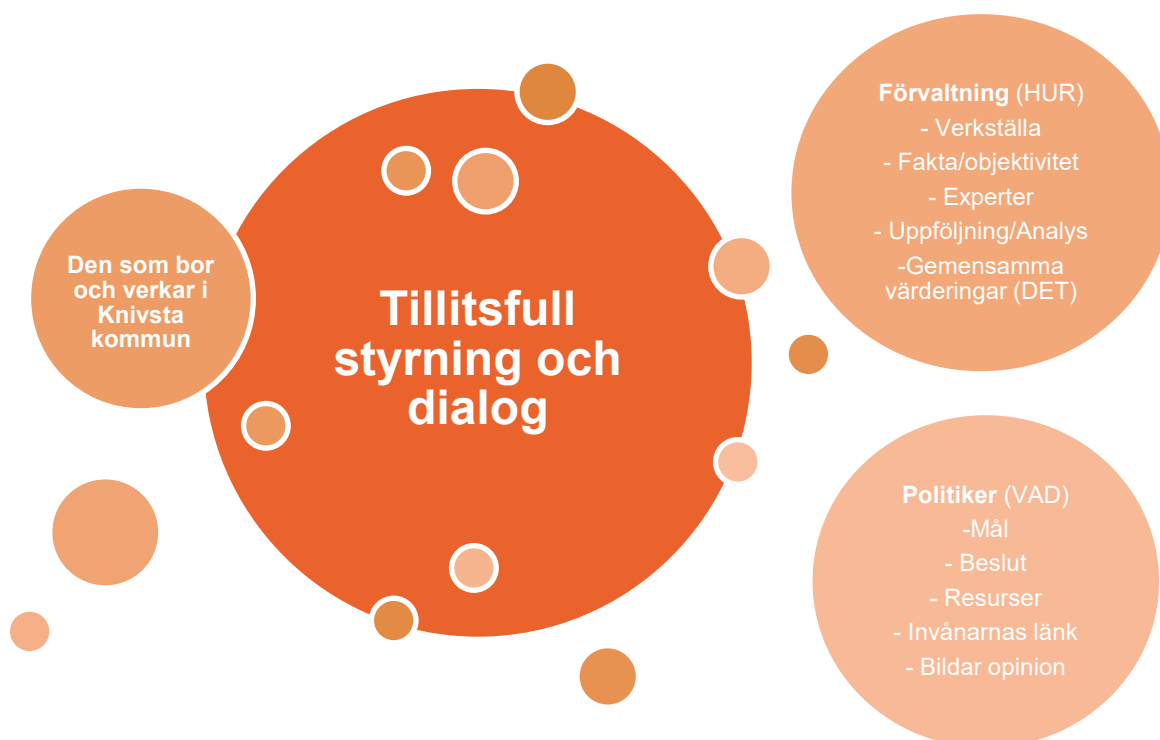 Den som bor
och verkar i
Knivsta
kommun
Tillitsfull
styrning och
dialog
Förvaltning (HUR)
- Verkställa
- Fakta/objektivitet
- Experter
- Uppföljning/Analys
-Gemensamma
värderingar (DET)
Politiker (VAD)
-Mål
- Beslut
- Resurser
- Invånarnas länk
- Bildar opinion